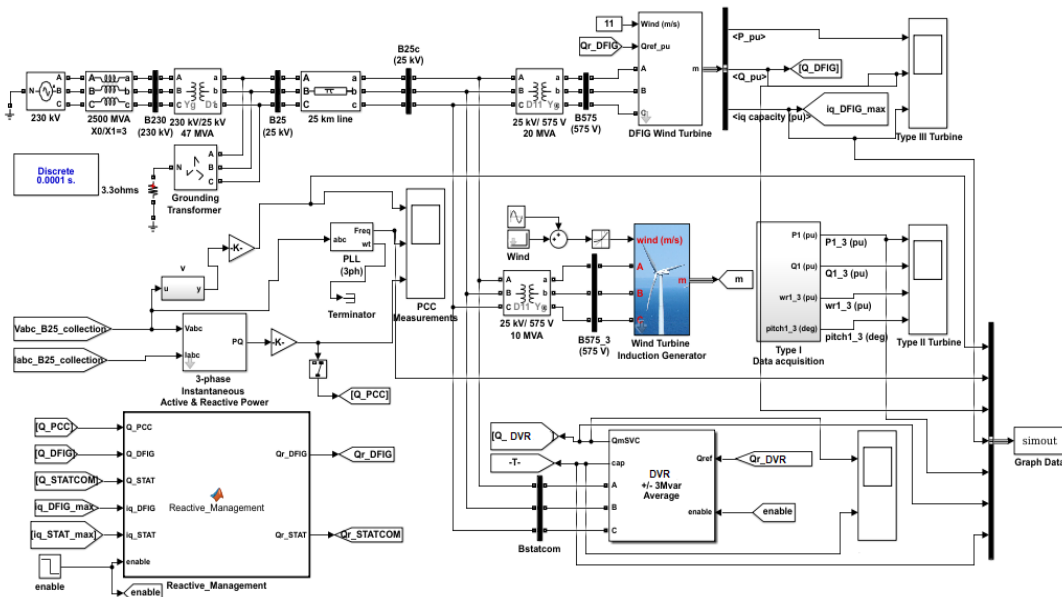 230 kV
2500 MVA
X0/X1=3
A
B
C
a
b
c
B230
(230 kV)
A
B
C
a
b
c
Yg
230 kV/25 kV
47 MVA
B25
(25 kV)
A
B
C
a
b
c
25 km line
B25c
(25 kV)
A
B
C
a
b
c
D11
Yg
25 kV/ 575 V
20 MVA
B575
(575 V)
11
Qr_DFIG
Wind (m/s)
Qref_pu
A
B
m
DFIG Wind Turbine
<P_pu>
<Q_pu>
<iq capacity (pu)>
[Q_DFIG]
iq_DFIG_max
Type III Turbine
Discrete
0.0001 s.
3.3ohms
N
A
B
C
Grounding
Transformer
-K-
v
u
y
abc
Freq
wt
PLL
(3ph)
Terminator
PCC
Measurements
Vabc_B25_collection
Iabc_B25_collection
Vabc
Iabc
PQ
3-phase
Instantaneous
Active & Reactive Power
-K-
[Q_PCC]
Wind
A
B
C
a
b
c
D11
25 kV/ 575 V
10 MVA
B575_3
(575 V)
wind (m/s)
A
B
m
Wind Turbine
Induction Generator
m
P1 (pu)
Q1 (pu)
wr1_3 (pu)
pitch1_3 (deg)
Type I
Data acquisition
P1_3 (pu)
Q1_3 (pu)
wr1_3 (pu)
pitch1_3 (deg)
Type II Turbine
[Q_PCC]
[Q_DFIG]
[Q_STATCOM]
iq_DFIG_max
[iq_STAT_max]
enable
Q_PCC
Q_DFIG
Q_STAT
iq_DFIG
iq_STAT
enable
Reactive_Management
Qr_DFIG
Qr_STAT
Reactive_Management
Qr_DFIG
Qr_STATCOM
enable
[Q_ DVR
-T-
Bstatcom
QmSVC
cap
A
B
C
DVR
+/- 3Mvar
Average
Qref
enable
Qr_DVR
enable
simout
Graph Data